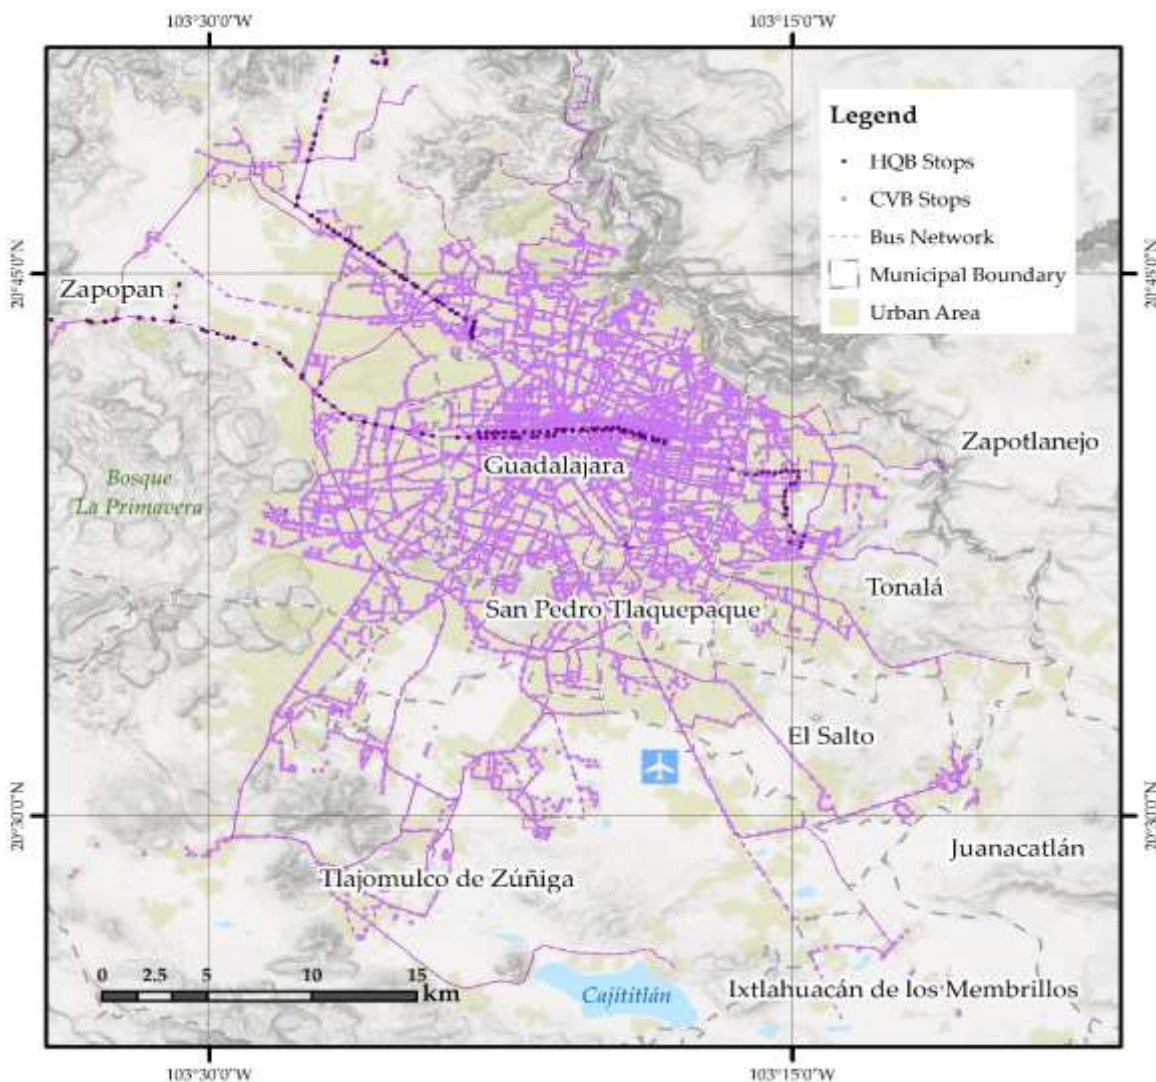 103°30'0"W
103°15'0"W
Legend
HQB Stops
CVB Stops
Bus Network
Municipal Boundary
Urban Area
20°45'0"N
20°45'0"N
Zapopan
Zapotlanejo
Guadalajara
Bosque
La Primavera
Tonalá
San Pedro Tlaquepaque
El Salto
20°30'0"N
20°30'0"N
Juanacatlán
Tlajomulco de Zúñiga
0 2.5 5 10 15
km
Cajititlán
Ixtlahuacán de los Membrillos
103°30'0"W
103°15'0"W